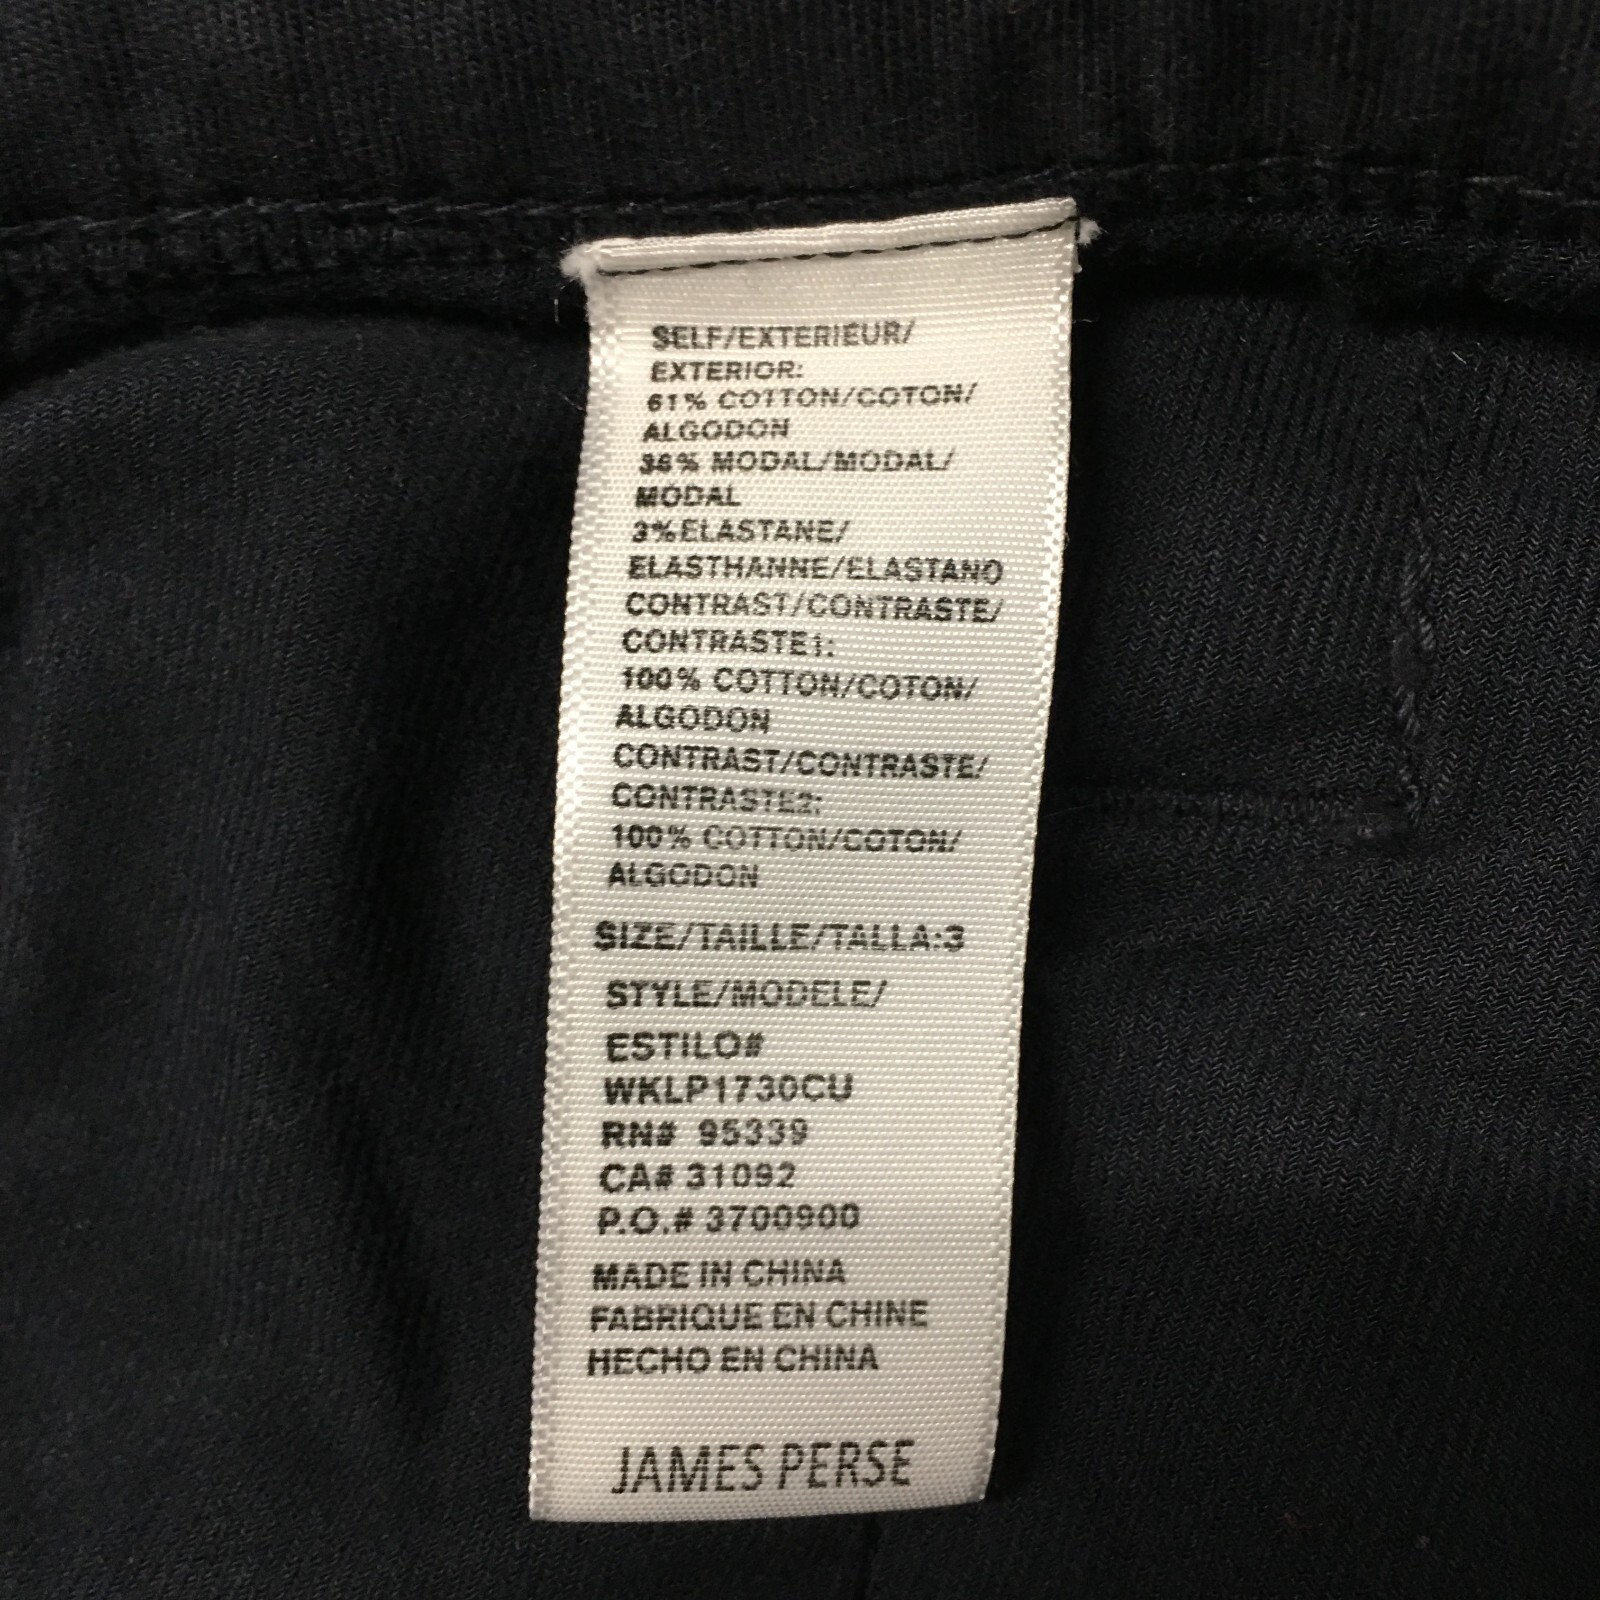 SELF/EXTERIEUR/
EXTERIOR:
61% COTTON/COTON/
ALGODON
36% MODAL/MODAL/
MODAL
3%ELASTANE/
ELASTHANNE/ELASTANO
CONTRAST/CONTRASTE/
CONTRASTE1:
100% COTTON/COTON/
ALGODON
CONTRAST/CONTRASTE/
CONTRASTE2:
100% COTTON/COTON/
ALGODON
SIZE/TAILLE/TALLA:3
STYLE/MODELE/
ESTILO#
WKLP1730CU
RN# 95339
CA# 31092
P.O.# 3700900
MADE IN CHINA
FABRIQUE EN CHINE
HECHO EN CHINA
JAMES PERSE